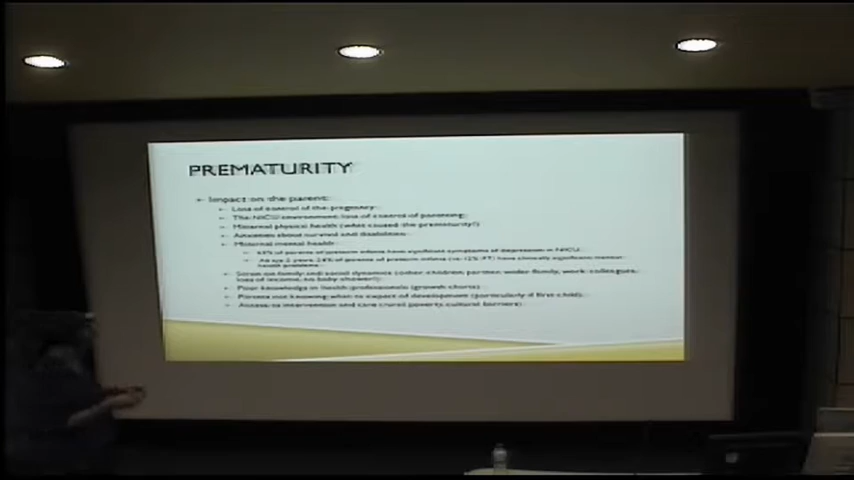 PREMATURITY
Impact on the parent:
Loss of control of the pregnancy
The NICU environment: loss of control of parenting
Maternal physical health (what caused the prematurity?)
Anxieties about survival and disabilities
Maternal mental health
of parents of preterm infants have significant symptoms of depression in NICU
At age 2 years, of parents of preterm infants (vs 12% FT) have clinically significant mental
health problems
Stress on family and social dynamics (other children, partner, wider family, work colleagues,
loss of income, no baby shower!)
Poor knowledge in health professionals (growth charts)
Parents not knowing what to expect of development (particularly if first child)
Access to intervention and care (rural, poverty, cultural barriers)